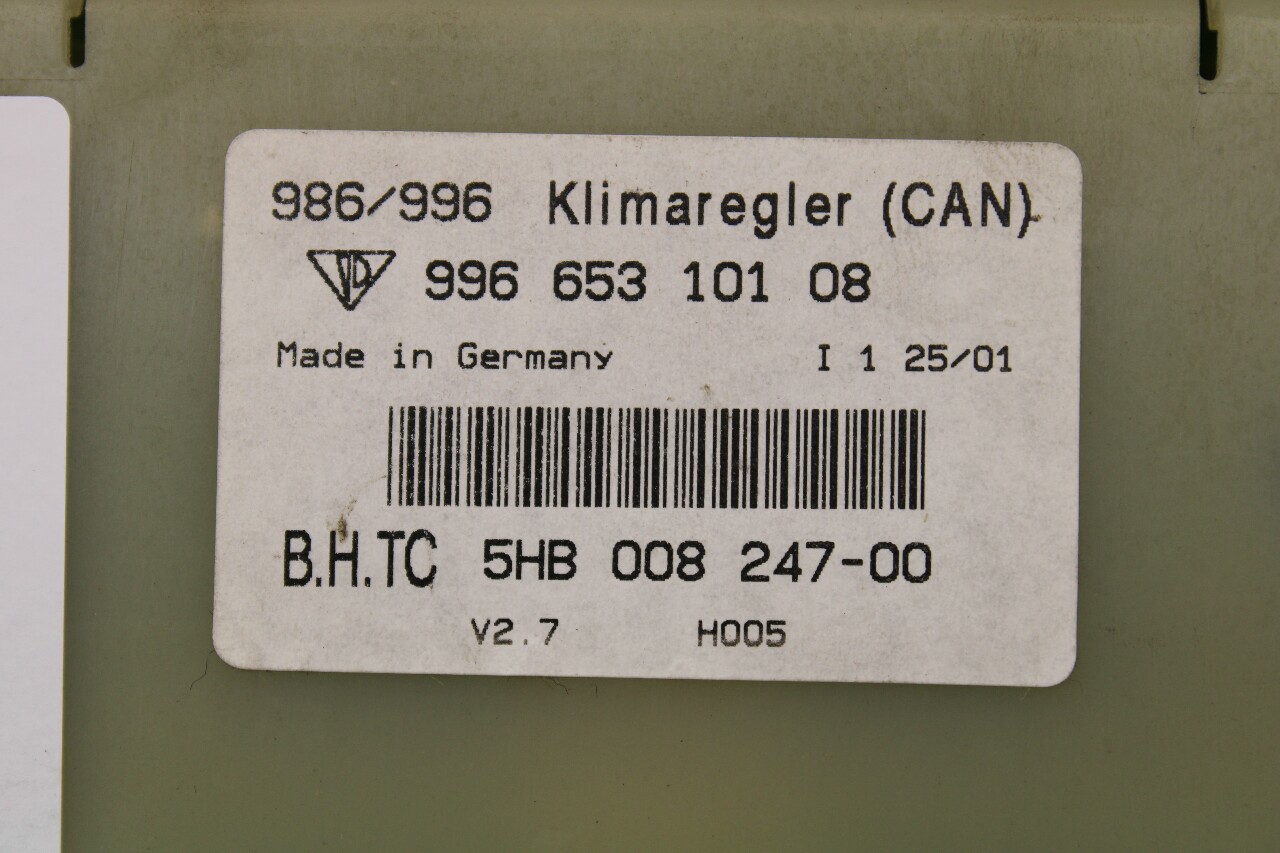 986/996 Klimaregler (CAN)
996 653 101 08
Made in Germany I 1 25/01
B.H.TC 5HB 008 247-00
V2.7 H005